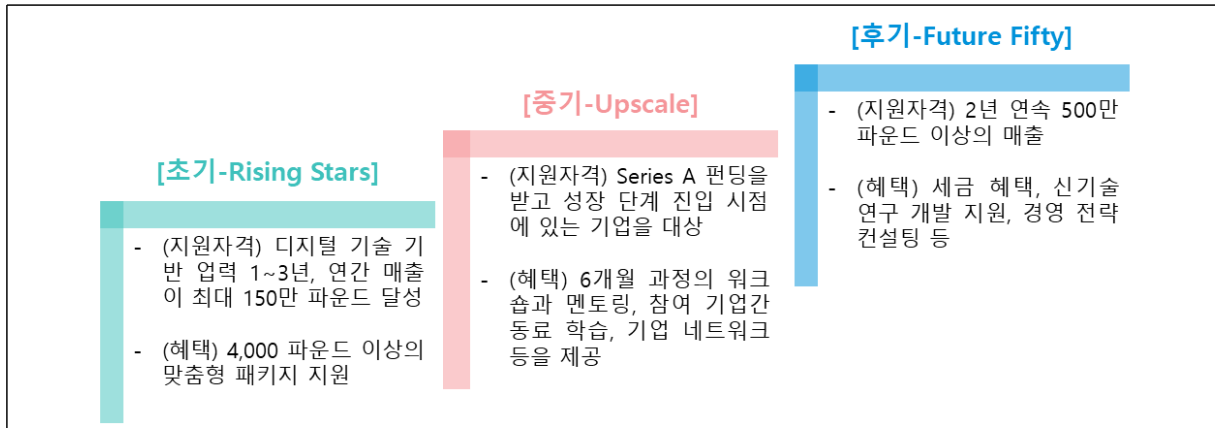 [초기-Rising Stars]
- (지원자격) 디지털 기술 기
반 업력 1~3년, 연간 매출
이 최대 150만 파운드 달성
- (혜택) 4,000 파운드 이상의
맞춤형 패키지 지원
[중기-Upscale]
- (지원자격) Series A 펀딩을
받고 성장 단계 진입 시점
에 있는 기업을 대상
- (혜택) 6개월 과정의 워크
숍과 멘토링, 참여 기업간
동료 학습, 기업 네트워크
등을 제공
[후기-Future Fifty]
- (지원자격) 2년 연속 500만
파운드 이상의 매출
- (혜택) 세금 혜택, 신기술
연구 개발 지원, 경영 전략
컨설팅 등